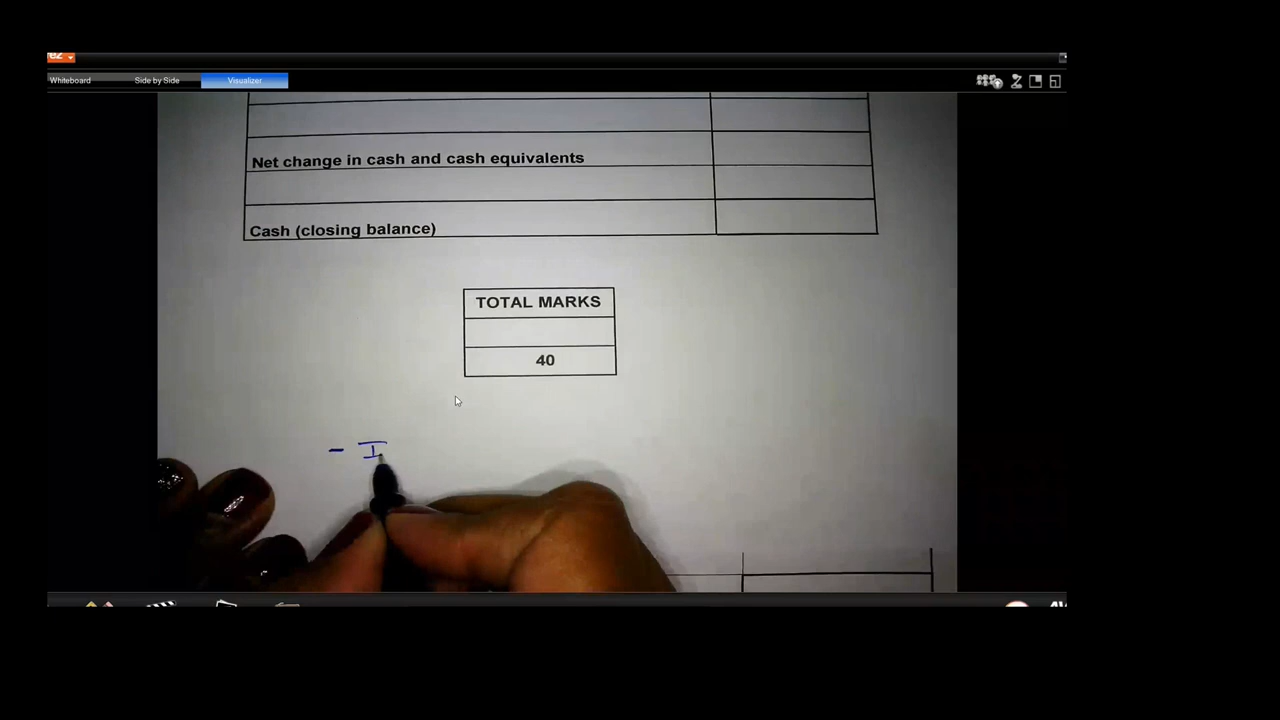 Whiteboard Side by Side Visualizer
Net change in cash and cash equivalents
Cash (closing balance)
TOTAL MARKS
40
- I